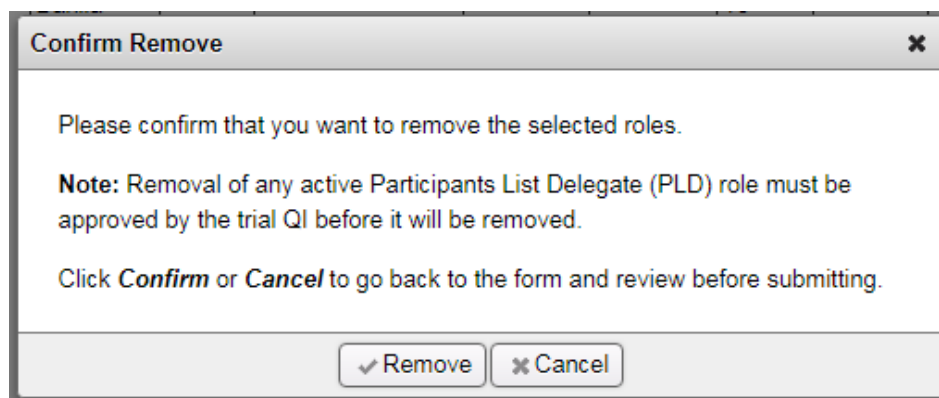 Confirm Remove
Please confirm that you want to remove the selected roles.
Note: Removal of any active Participants List Delegate (PLD) role must be
approved by the trial QI before it will be removed.
Click Confirm or Cancel to go back to the form and review before submitting.
Remove Cancel